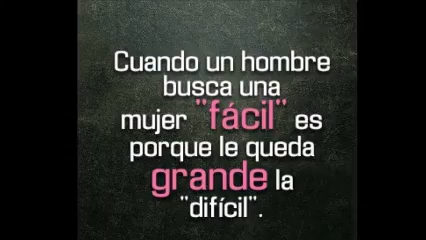 Cuando un hombre
busca una
mujer "fácil" es
porque le queda
grande la
"difícil".